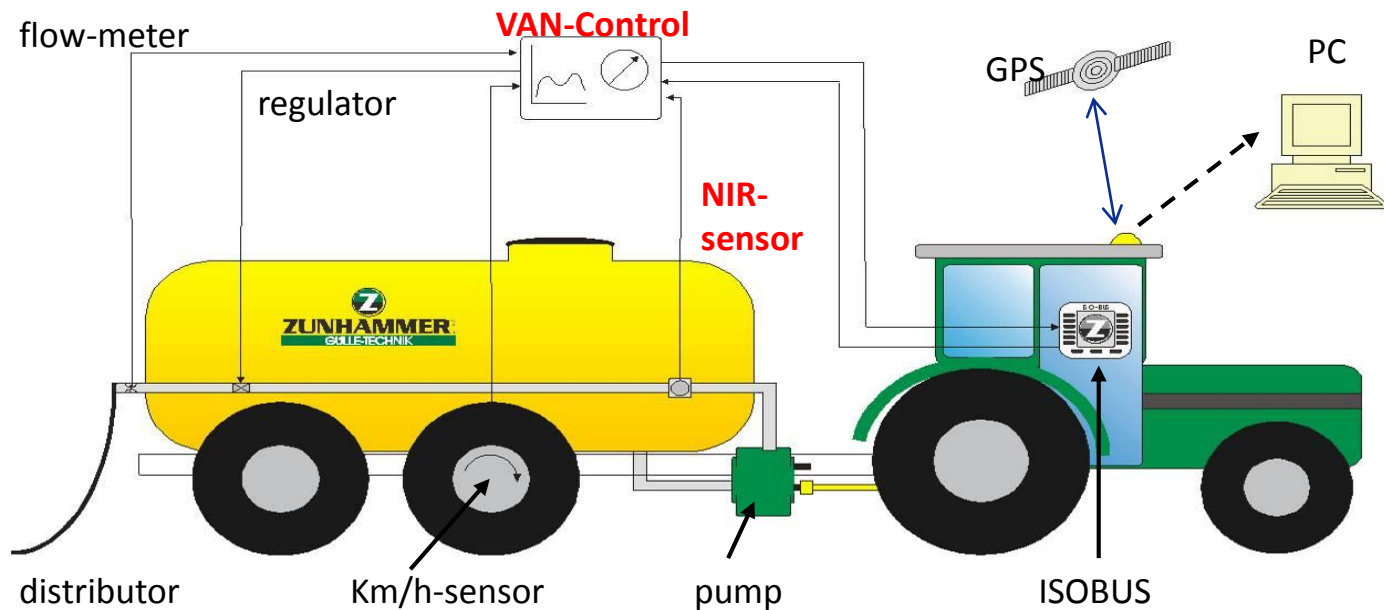 flow-meter
VAN-Control
regulator
GPS
PC
NIR-
sensor
Z
ZUNHAMMER
GÜLLE-TECHNIK
Z
distributor
Km/h-sensor
pump
ISOBUS